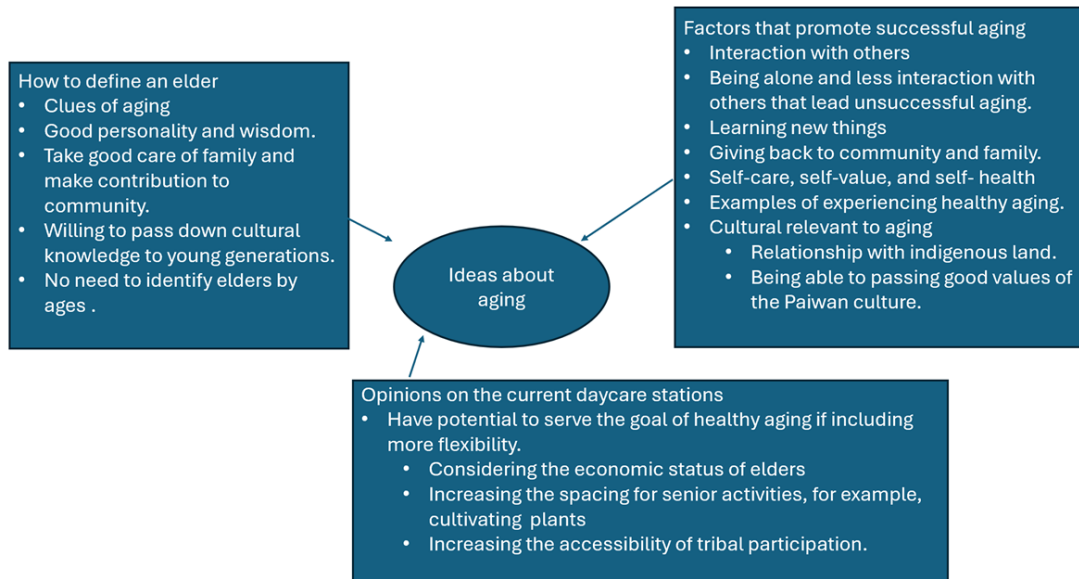 How to define an elder
• Clues of aging
• Good personality and wisdom.
• Take good care of family and
make contribution to
community.
• Willing to pass down cultural
knowledge to young generations.
• No need to identify elders by
ages .
Factors that promote successful aging
• Interaction with others
• Being alone and less interaction with
others that lead unsuccessful aging.
• Learning new things
• Giving back to community and family.
• Self-care, self-value, and self- health
• Examples of experiencing healthy aging.
• Cultural relevant to aging
• Relationship with indigenous land.
• Being able to passing good values of
the Paiwan culture.
Ideas about
aging
Opinions on the current daycare stations
• Have potential to serve the goal of healthy aging if including
more flexibility.
• Considering the economic status of elders
• Increasing the spacing for senior activities, for example,
cultivating plants
• Increasing the accessibility of tribal participation.